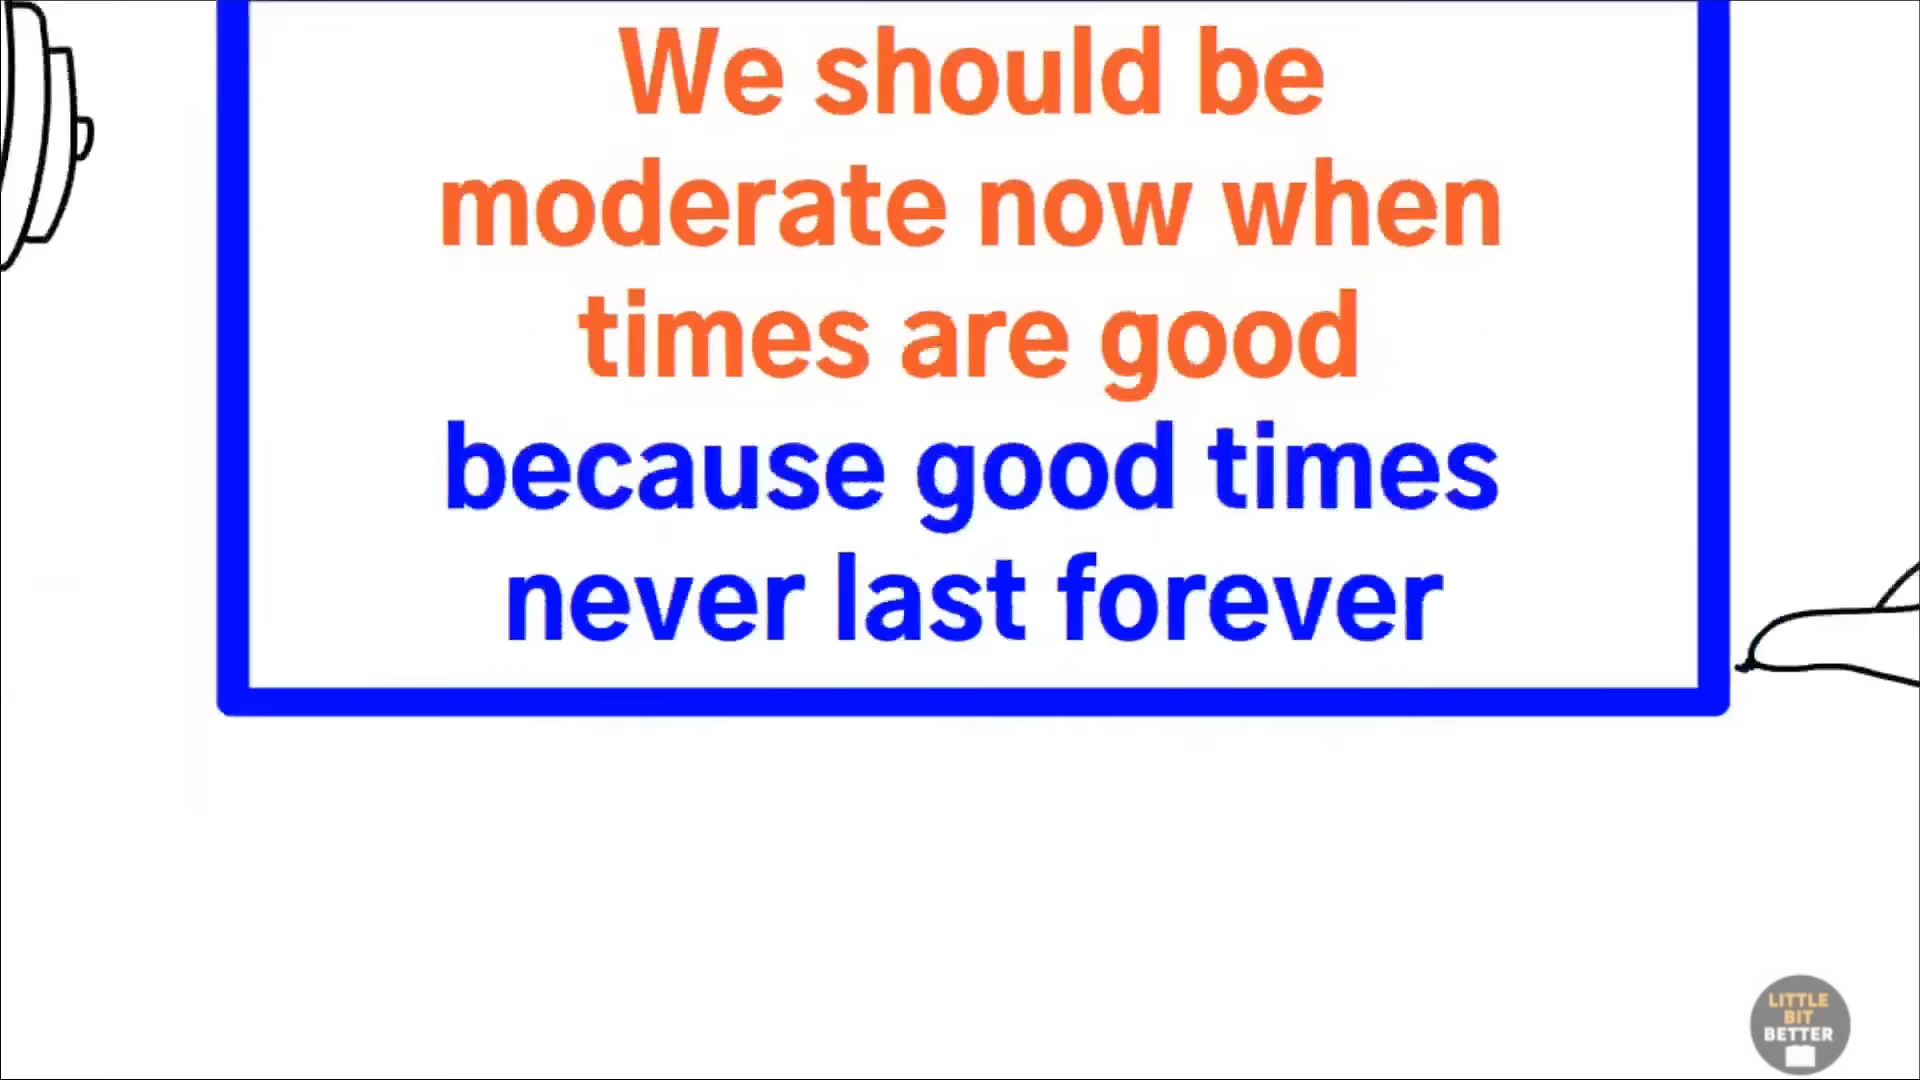 We should be
moderate now when
times are good
because good times
never last forever
LITTLE
BIT
BETTER